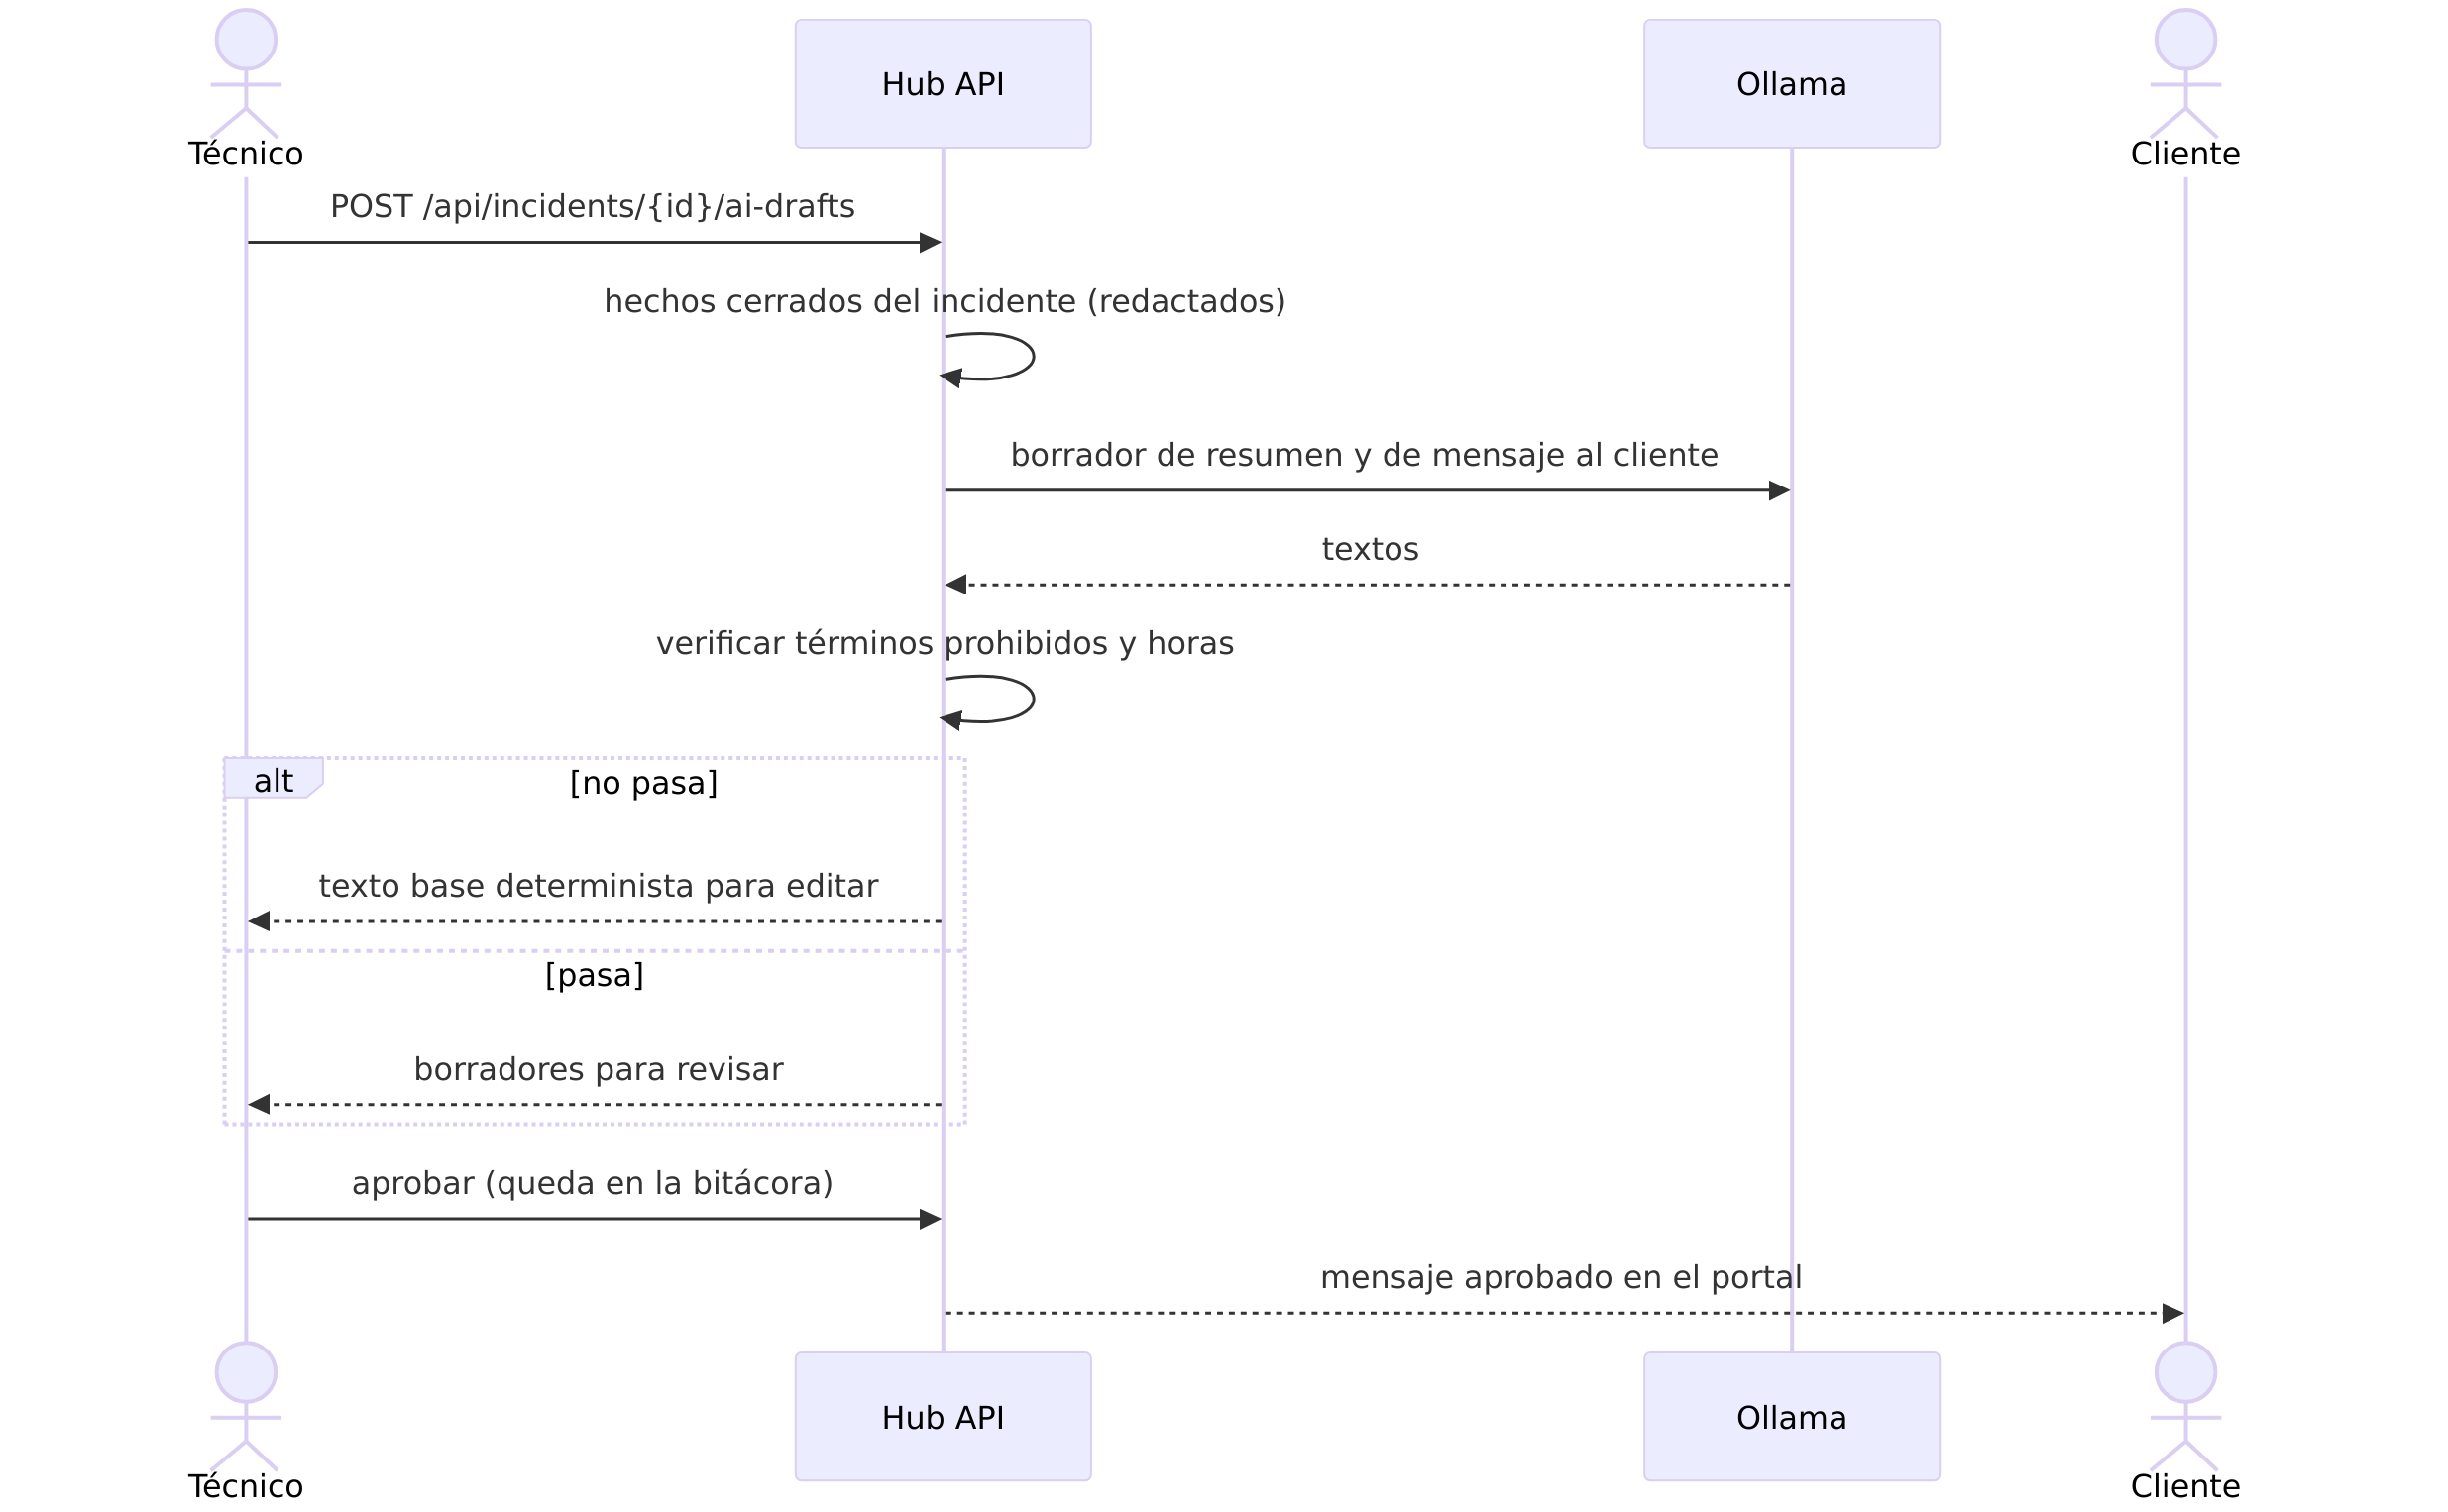 Técnico
Hub API
Ollama
Cliente
POST /api/incidents/{id}/ai-drafts
hechos cerrados del incidente (redactados)
borrador de resumen y de mensaje al cliente
textos
verificar términos prohibidos y horas
alt
[no pasa]
texto base determinista para editar
[pasa]
borradores para revisar
aprobar (queda en la bitácora)
mensaje aprobado en el portal
Técnico
Hub API
Ollama
Cliente